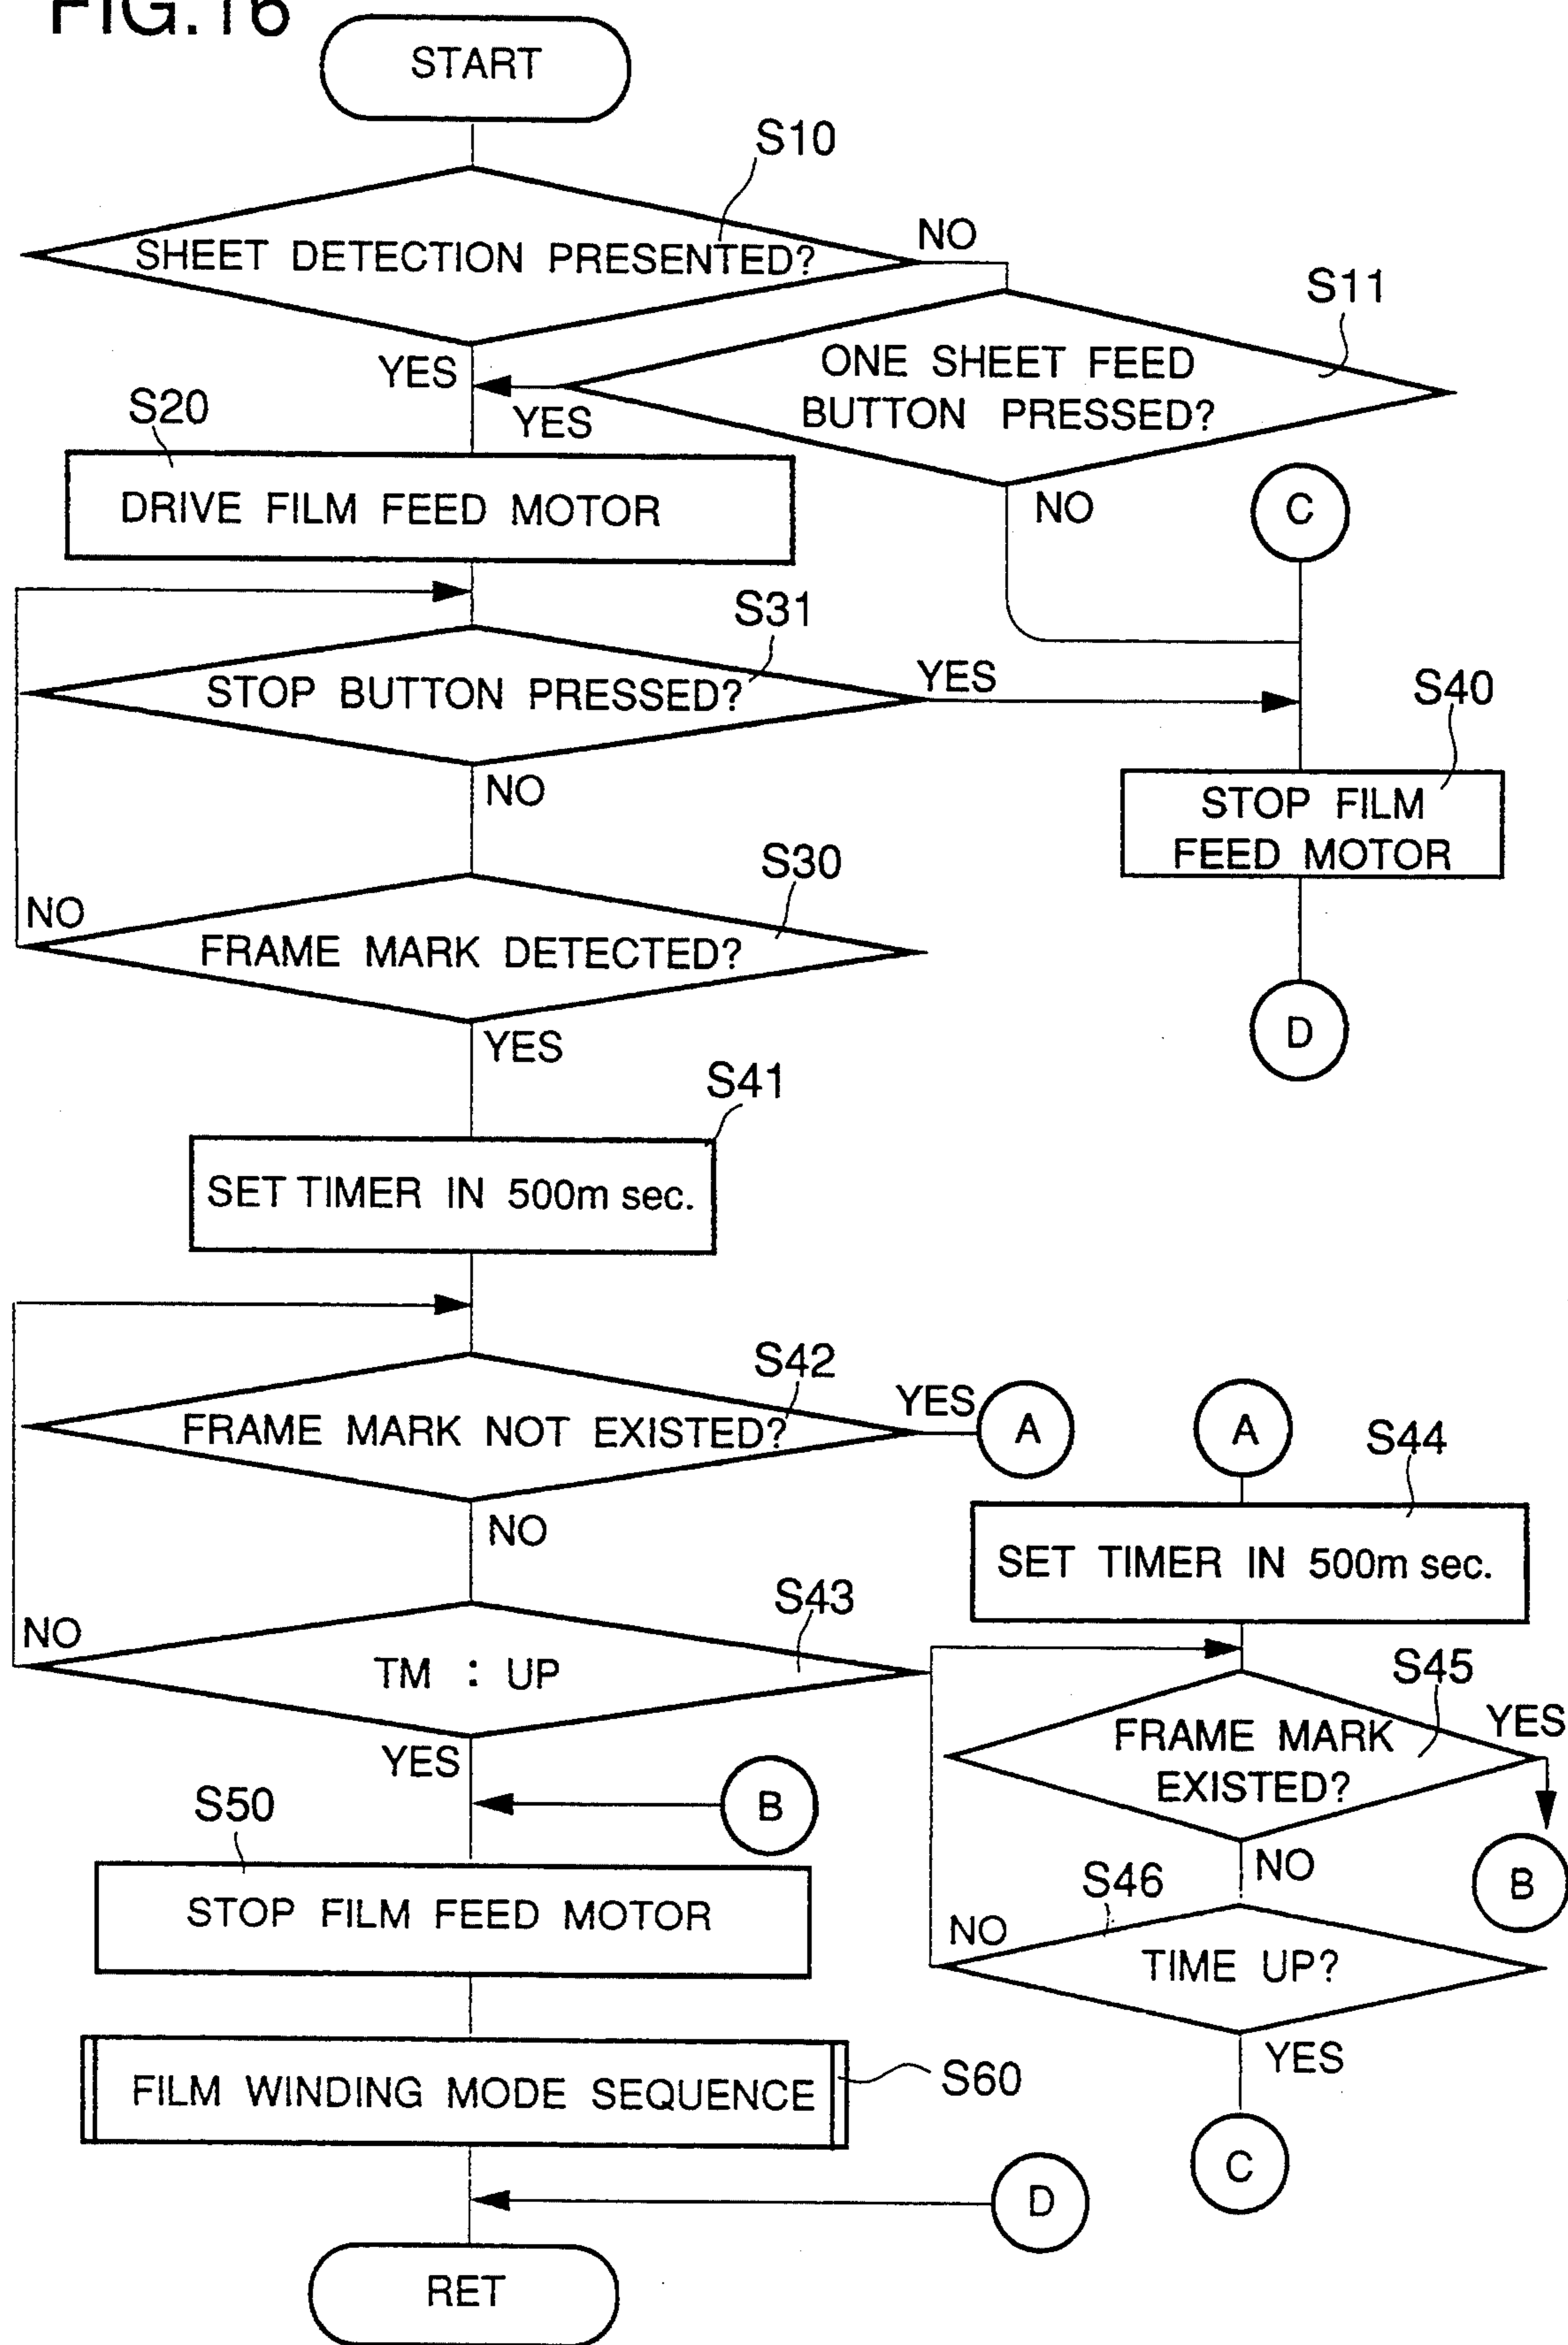 FIG.16
START
S10
SHEET DETECTION PRESENTED?
NO
S11
ONE SHEET FEED
BUTTON PRESSED?
YES
YES
S20
DRIVE FILM FEED MOTOR
NO
C
S31
STOP BUTTON PRESSED?
YES
S40
NO
STOP FILM
FEED MOTOR
S30
NO
FRAME MARK DETECTED?
D
YES
S41
SET TIMER IN 500m sec.
S42
FRAME MARK NOT EXISTED?
YES
A
A
S44
NO
SET TIMER IN 500m sec.
S43
NO
TM : UP
S45
FRAME MARK
EXISTED?
YES
YES
B
S50
NO
B
S46
STOP FILM FEED MOTOR
NO
TIME UP?
YES
FILM WINDING MODE SEQUENCE
S60
C
D
RET